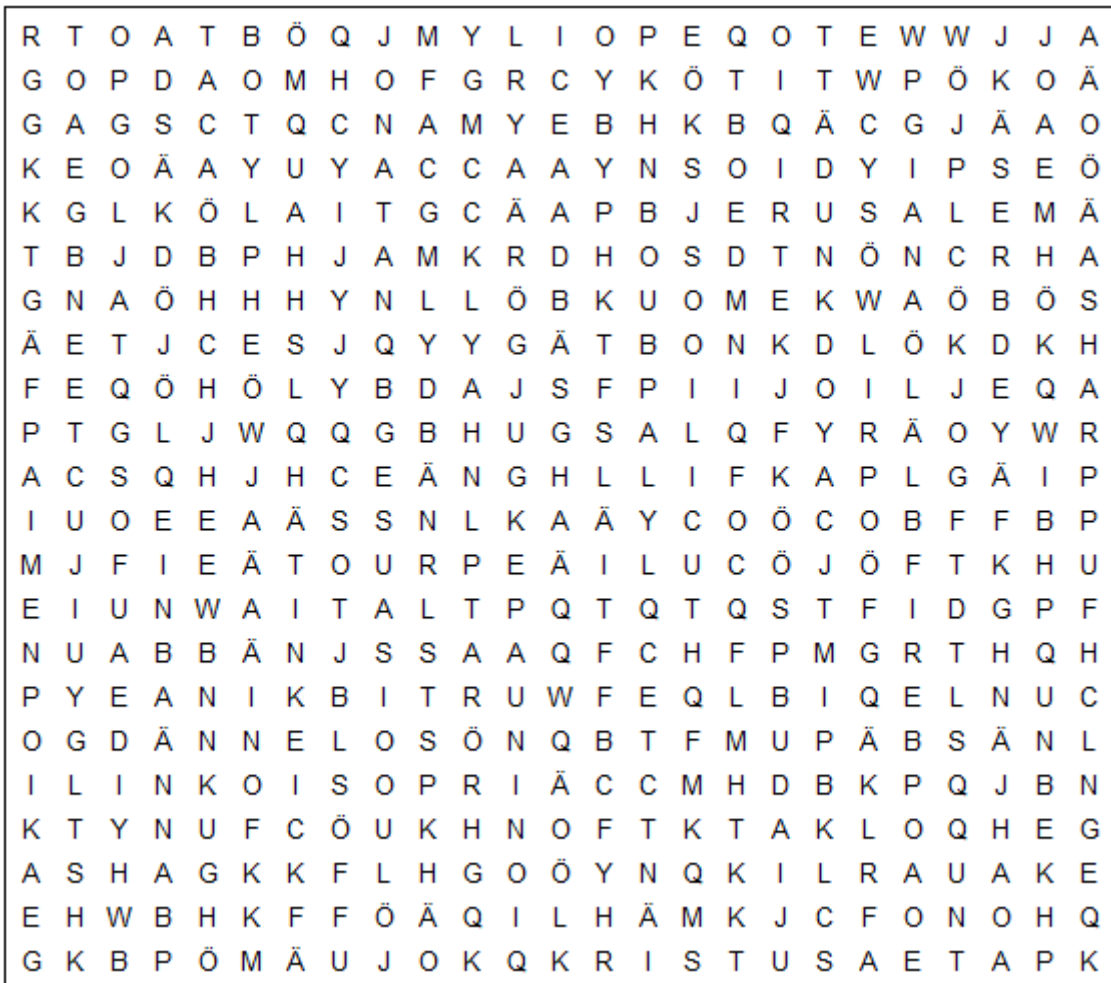 R T O A T B Ö Q J M Y L I O P E Q O T E W W J J A
G O P D A O M H O F G R C Y K Ö T I T W P Ö K O Ä
G A G S C T Q C N A M Y E B H K B Q Ä C G J Ä A O
K E O Ä A Y U Y A C C A A Y N S O I D Y I P S E Ö
K G L K Ö L A I T G C Ä A P B J E R U S A L E M Ä
T B J D B P H J A M K R D H O S D T N Ö N C R H A
G N A Ö H H H Y N L L Ö B K U O M E K W A Ö B Ö S
Ä E T J C E S J Q Y Y G Ä T B O N K D L Ö K D K H
F E Q Ö H Ö L Y B D A J S F P I I J O I L J E Q A
P T G L J W Q Q G B H U G S A L Q F Y R Ä O Y W R
A C S Q H J H C E Ä N G H L L I F K A P L G Ä I P
I U O E E A Ä S S N L K A Ä Y C O Ö C O B F F B P
M J F I E Ä T O U R P E Ä I L U C Ö J Ö F T K H U
E I U N W A I T A L T P Q T Q T Q S T F I D G P F
N U A B B Ä N J S S A A Q F C H F P M G R T H Q H
P Y E A N I K B I T R U W F E Q L B I Q E L N U C
O G D Ä N N E L O S Ö N Q B T F M U P Ä B S Ä N L
I L I N K O I S O P R I Ä C C M H D B K P Q J B N
K T Y N U F C Ö U K H N O F T K T A K L O Q H E G
A S H A G K K F L H G O Ö Y N Q K I L R A U A K E
E H W B H K F F Ö Ä Q I L H Ä M K J C F O N O H Q
G K B P Ö M Ä U J O K Q K R I S T U S A E T A P K